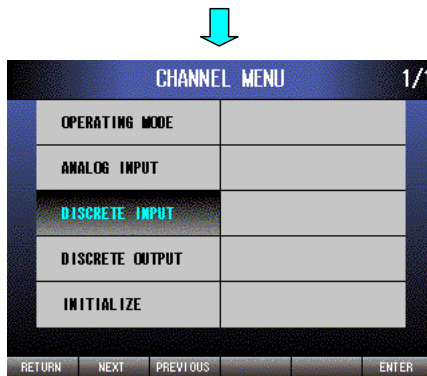 CHANNEL MENU 1/1
OPERATING MODE
ANALOG INPUT
DISCRETE INPUT
DISCRETE OUTPUT
INITIALIZE
RETURN NEXT PREVIOUS ENTER